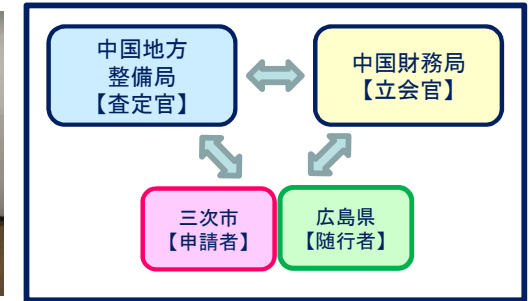 中国地方
整備局
【査定官】
中国財務局
【立会官】
三次市
【申請者】
広島県
【随行者】